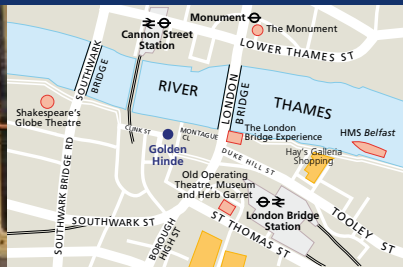 Monument
The Monument
Cannon Street
Station
LOWER THAMES ST
SOUTHWARK
BRIDGE
RIVER
THAMES
LONDON
BRIDGE
Shakespeare's
Globe Theatre
CLINK ST
MONTAGUE
CL
Golden
Hinde
The London
Bridge Experience
HMS Belfast
Hay's Galleria
Shopping
DUKE HILL ST
Old Operating
Theatre, Museum
and Herb Garret
SOUTHWARK BRIDGE RD
SOUTHWARK ST
BOROUGH
HIGH ST
ST THOMAS ST
London Bridge
Station
TOOLEY ST